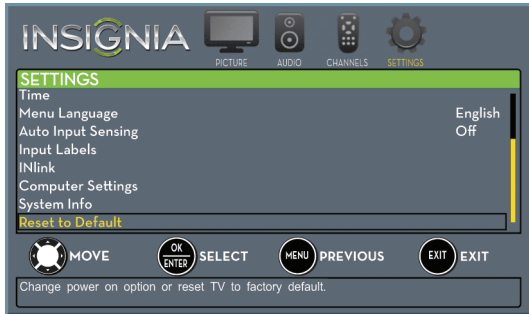 INSIGNIA
PICTURE AUDIO CHANNELS SETTINGS
SETTINGS
Time
Menu Language English
Auto Input Sensing Off
Input Labels
INlink
Computer Settings
System Info
Reset to Default
MOVE OK ENTER SELECT MENU PREVIOUS EXIT EXIT
Change power on option or reset TV to factory default.